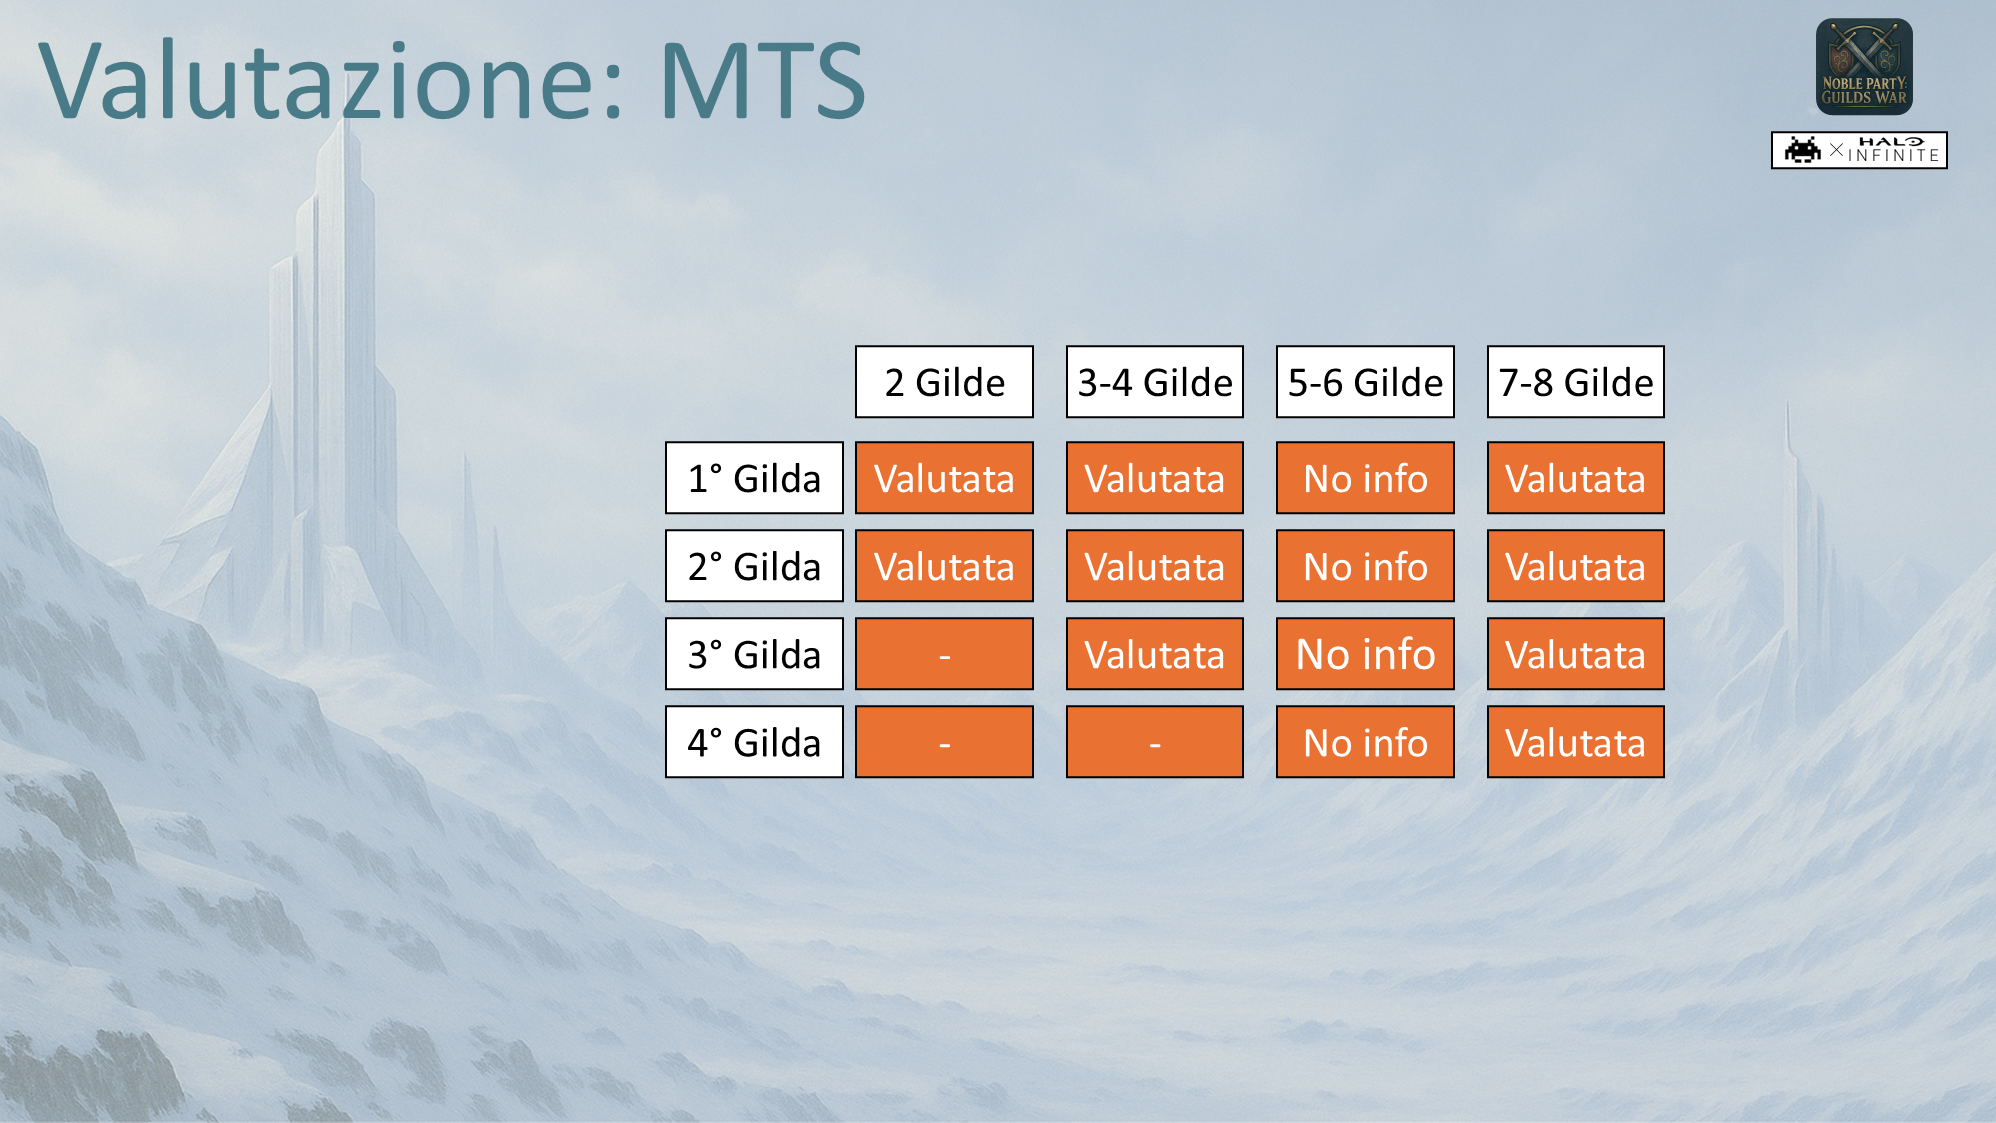 Valutazione: MTS
NOBLE PARTY:
GUILDS WAR
× HALO
INFINITE
2 Gilde 3-4 Gilde 5-6 Gilde 7-8 Gilde
1° Gilda Valutata Valutata No info Valutata
2° Gilda Valutata Valutata No info Valutata
3° Gilda - Valutata No info Valutata
4° Gilda - - No info Valutata